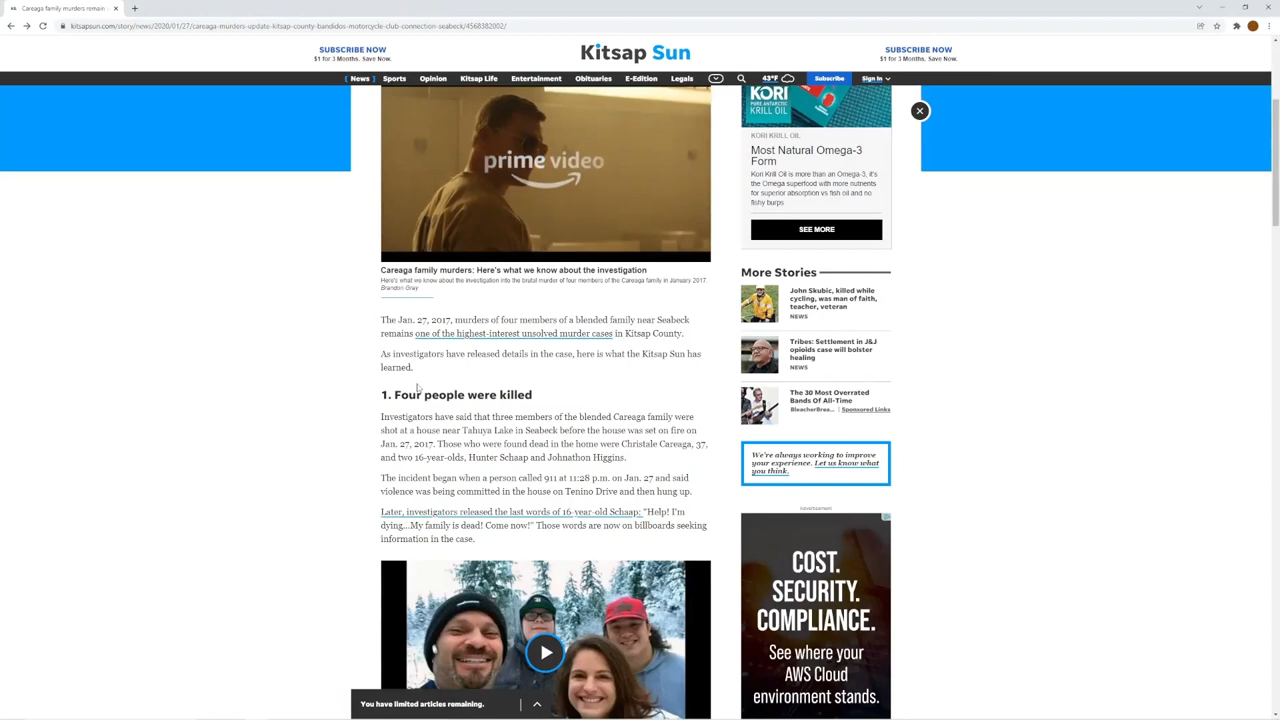 Careaga family murders remain
kitsapsun.com/story/news/2020/01/27/careaga-murders-update-kitsap-county-bandidos-motorcycle-club-connection-seabeck/4568382002/
SUBSCRIBE NOW
$1 for 3 Months. Save Now.
Kitsap Sun
SUBSCRIBE NOW
$1 for 3 Months. Save Now.
[ News ] Sports Opinion Kitsap Life Entertainment Obituaries E-Edition Legals 43°F Subscribe Sign In
prime video
Careaga family murders: Here's what we know about the investigation
Here's what we know about the investigation into the brutal murder of four members of the Careaga family in January 2017.
Brandon Gray
The Jan. 27, 2017, murders of four members of a blended family near Seabeck
remains one of the highest-interest unsolved murder cases in Kitsap County.
As investigators have released details in the case, here is what the Kitsap Sun has
learned.
1. Four people were killed
Investigators have said that three members of the blended Careaga family were
shot at a house near Tahuya Lake in Seabeck before the house was set on fire on
Jan. 27, 2017. Those who were found dead in the home were Christale Careaga, 37,
and two 16-year-olds, Hunter Schaap and Johnathon Higgins.
The incident began when a person called 911 at 11:28 p.m. on Jan. 27 and said
violence was being committed in the house on Tenino Drive and then hung up.
Later, investigators released the last words of 16-year-old Schaap: "Help! I'm
dying...My family is dead! Come now!" Those words are now on billboards seeking
information in the case.
You have limited articles remaining.
KORI
PURE ANTARCTIC
KRILL OIL
KORI KRILL OIL
Most Natural Omega-3
Form
Kori Krill Oil is more than an Omega-3, it's
the Omega superfood with more nutrients
for superior absorption vs fish oil and no
fishy burps
SEE MORE
More Stories
John Skubic, killed while
cycling, was man of faith,
teacher, veteran
NEWS
Tribes: Settlement in J&J
opioids case will bolster
healing
NEWS
The 30 Most Overrated
Bands Of All-Time
BleacherBrea... | Sponsored Links
We're always working to improve
your experience. Let us know what
you think.
Advertisement
COST.
SECURITY.
COMPLIANCE.
See where your
AWS Cloud
environment stands.